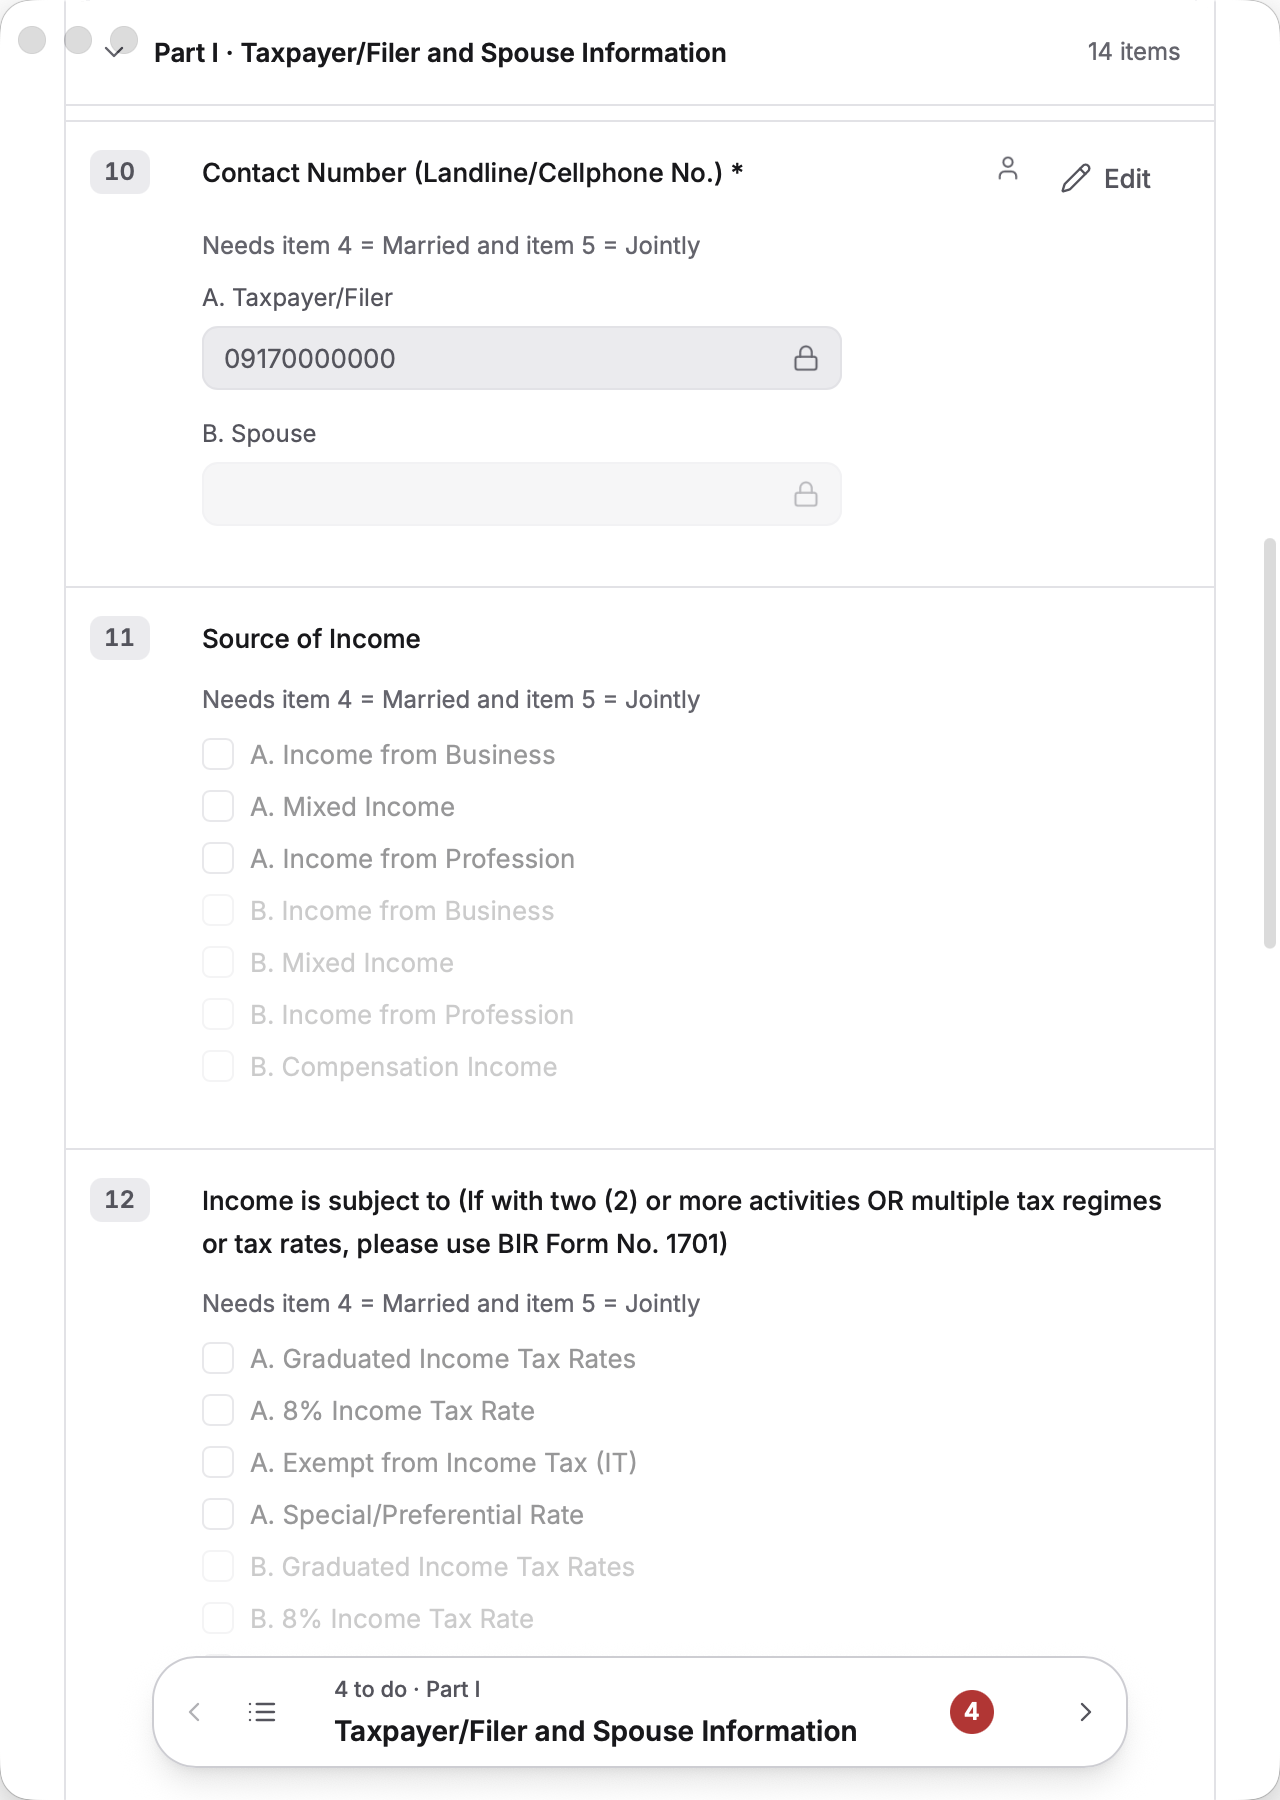 Part I · Taxpayer/Filer and Spouse Information
14 items
10
Contact Number (Landline/Cellphone No.) *
Edit
Needs item 4 = Married and item 5 = Jointly
A. Taxpayer/Filer
09170000000
B. Spouse
11
Source of Income
Needs item 4 = Married and item 5 = Jointly
A. Income from Business
A. Mixed Income
A. Income from Profession
B. Income from Business
B. Mixed Income
B. Income from Profession
B. Compensation Income
12
Income is subject to (If with two (2) or more activities OR multiple tax regimes
or tax rates, please use BIR Form No. 1701)
Needs item 4 = Married and item 5 = Jointly
A. Graduated Income Tax Rates
A. 8% Income Tax Rate
A. Exempt from Income Tax (IT)
A. Special/Preferential Rate
B. Graduated Income Tax Rates
B. 8% Income Tax Rate
4 to do · Part I
Taxpayer/Filer and Spouse Information
4